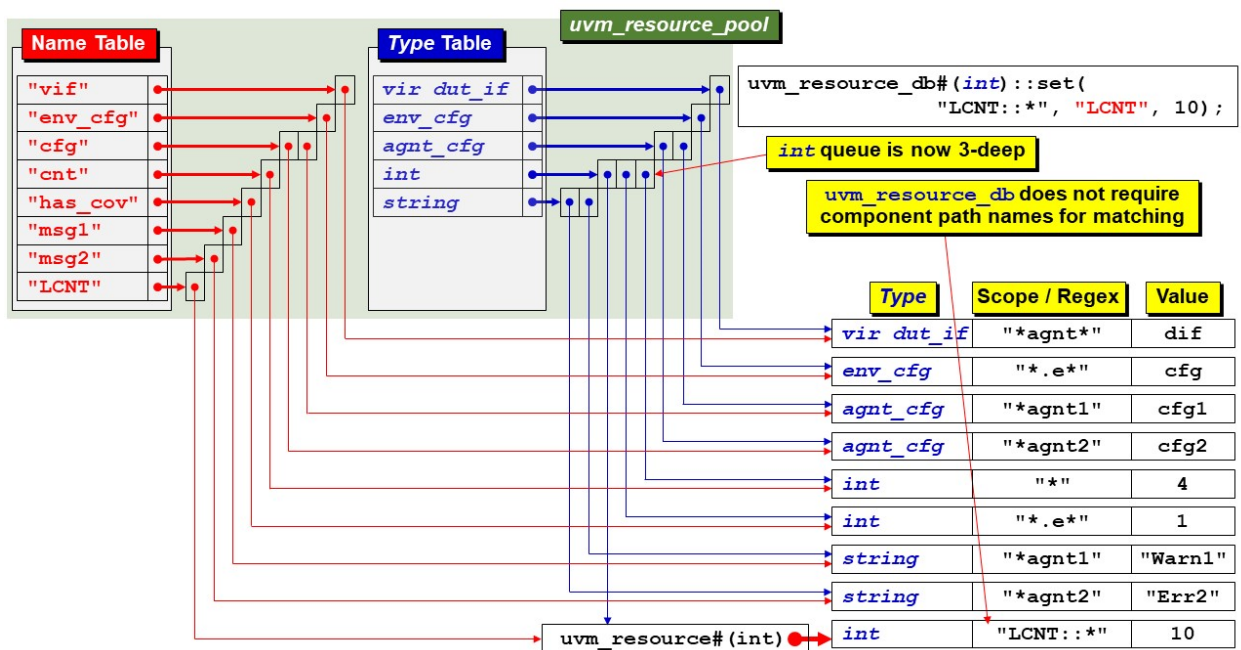 uvm_resource_pool
Name Table
Type Table
"vif"
"env_cfg"
"cfg"
"cnt"
"has_cov"
"msg1"
"msg2"
"LCNT"
vir dut_if
env_cfg
agnt_cfg
int
string
uvm_resource_db#(int)::set(
"LCNT::*", "LCNT", 10);
int queue is now 3-deep
uvm_resource_db does not require
component path names for matching
Type Scope / Regex Value
vir dut_if "*agnt*" dif
env_cfg "*.e*" cfg
agnt_cfg "*agnt1" cfg1
agnt_cfg "*agnt2" cfg2
int "*" 4
int "*.e*" 1
string "*agnt1" "Warn1"
string "*agnt2" "Err2"
uvm_resource#(int) int "LCNT::*" 10